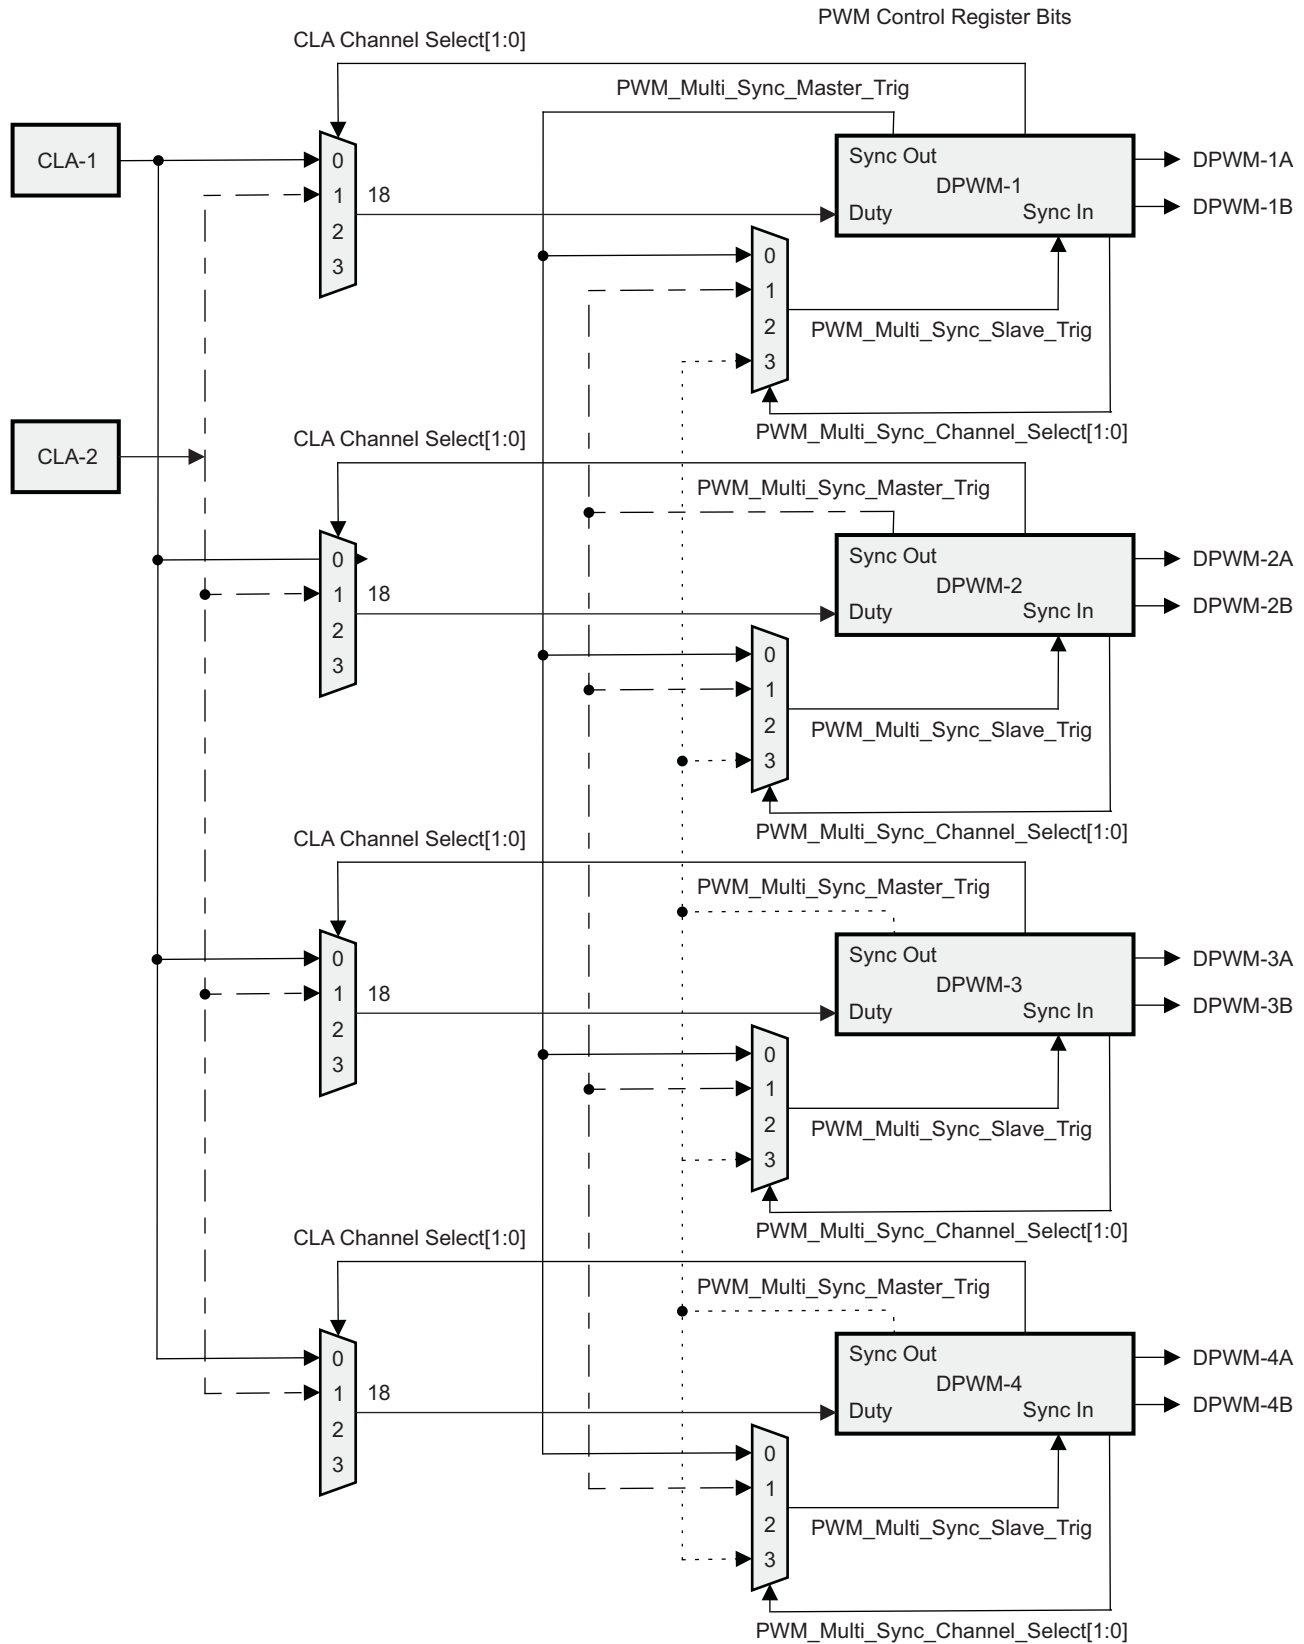 PWM Control Register Bits
CLA Channel Select[1:0]
PWM_Multi_Sync_Master_Trig
CLA-1
0
1
2
3
18
Sync Out
DPWM-1
Duty
Sync In
DPWM-1A
DPWM-1B
0
1
2
3
PWM_Multi_Sync_Slave_Trig
PWM_Multi_Sync_Channel_Select[1:0]
CLA-2
CLA Channel Select[1:0]
PWM_Multi_Sync_Master_Trig
0
1
2
3
18
Sync Out
DPWM-2
Duty
Sync In
DPWM-2A
DPWM-2B
0
1
2
3
PWM_Multi_Sync_Slave_Trig
PWM_Multi_Sync_Channel_Select[1:0]
CLA Channel Select[1:0]
PWM_Multi_Sync_Master_Trig
0
1
2
3
18
Sync Out
DPWM-3
Duty
Sync In
DPWM-3A
DPWM-3B
0
1
2
3
PWM_Multi_Sync_Slave_Trig
PWM_Multi_Sync_Channel_Select[1:0]
CLA Channel Select[1:0]
PWM_Multi_Sync_Master_Trig
0
1
2
3
18
Sync Out
DPWM-4
Duty
Sync In
DPWM-4A
DPWM-4B
0
1
2
3
PWM_Multi_Sync_Slave_Trig
PWM_Multi_Sync_Channel_Select[1:0]